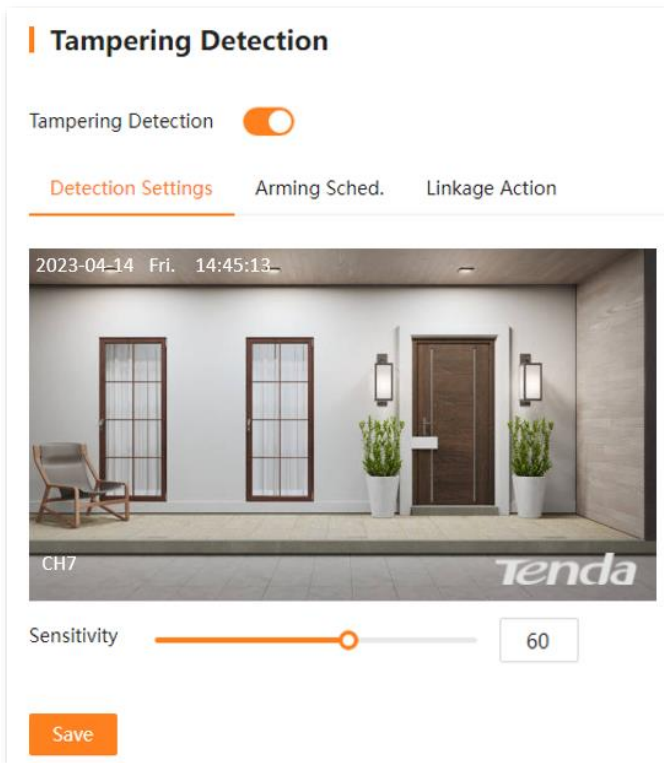 Tampering Detection
Tampering Detection
Detection Settings Arming Sched. Linkage Action
2023-04-14 Fri. 14:45:13
CH7
Tenda
Sensitivity 60
Save